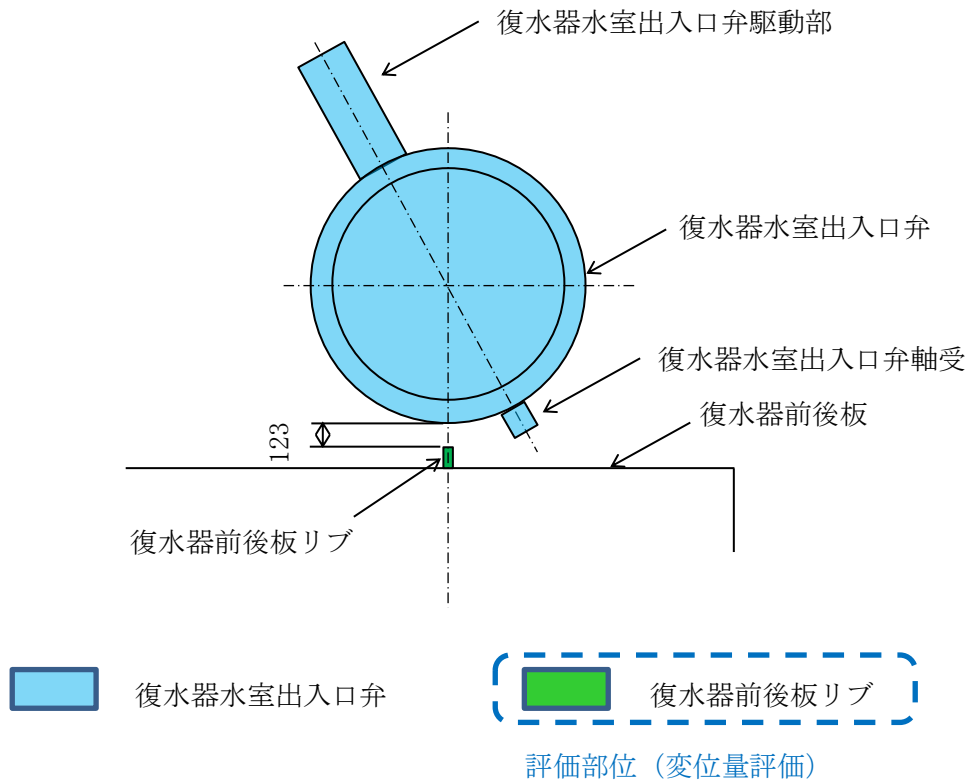 復水器水室出入口弁駆動部
復水器水室出入口弁
復水器水室出入口弁軸受
復水器前後板
123
復水器前後板リブ
復水器水室出入口弁
復水器前後板リブ
評価部位（変位量評価）